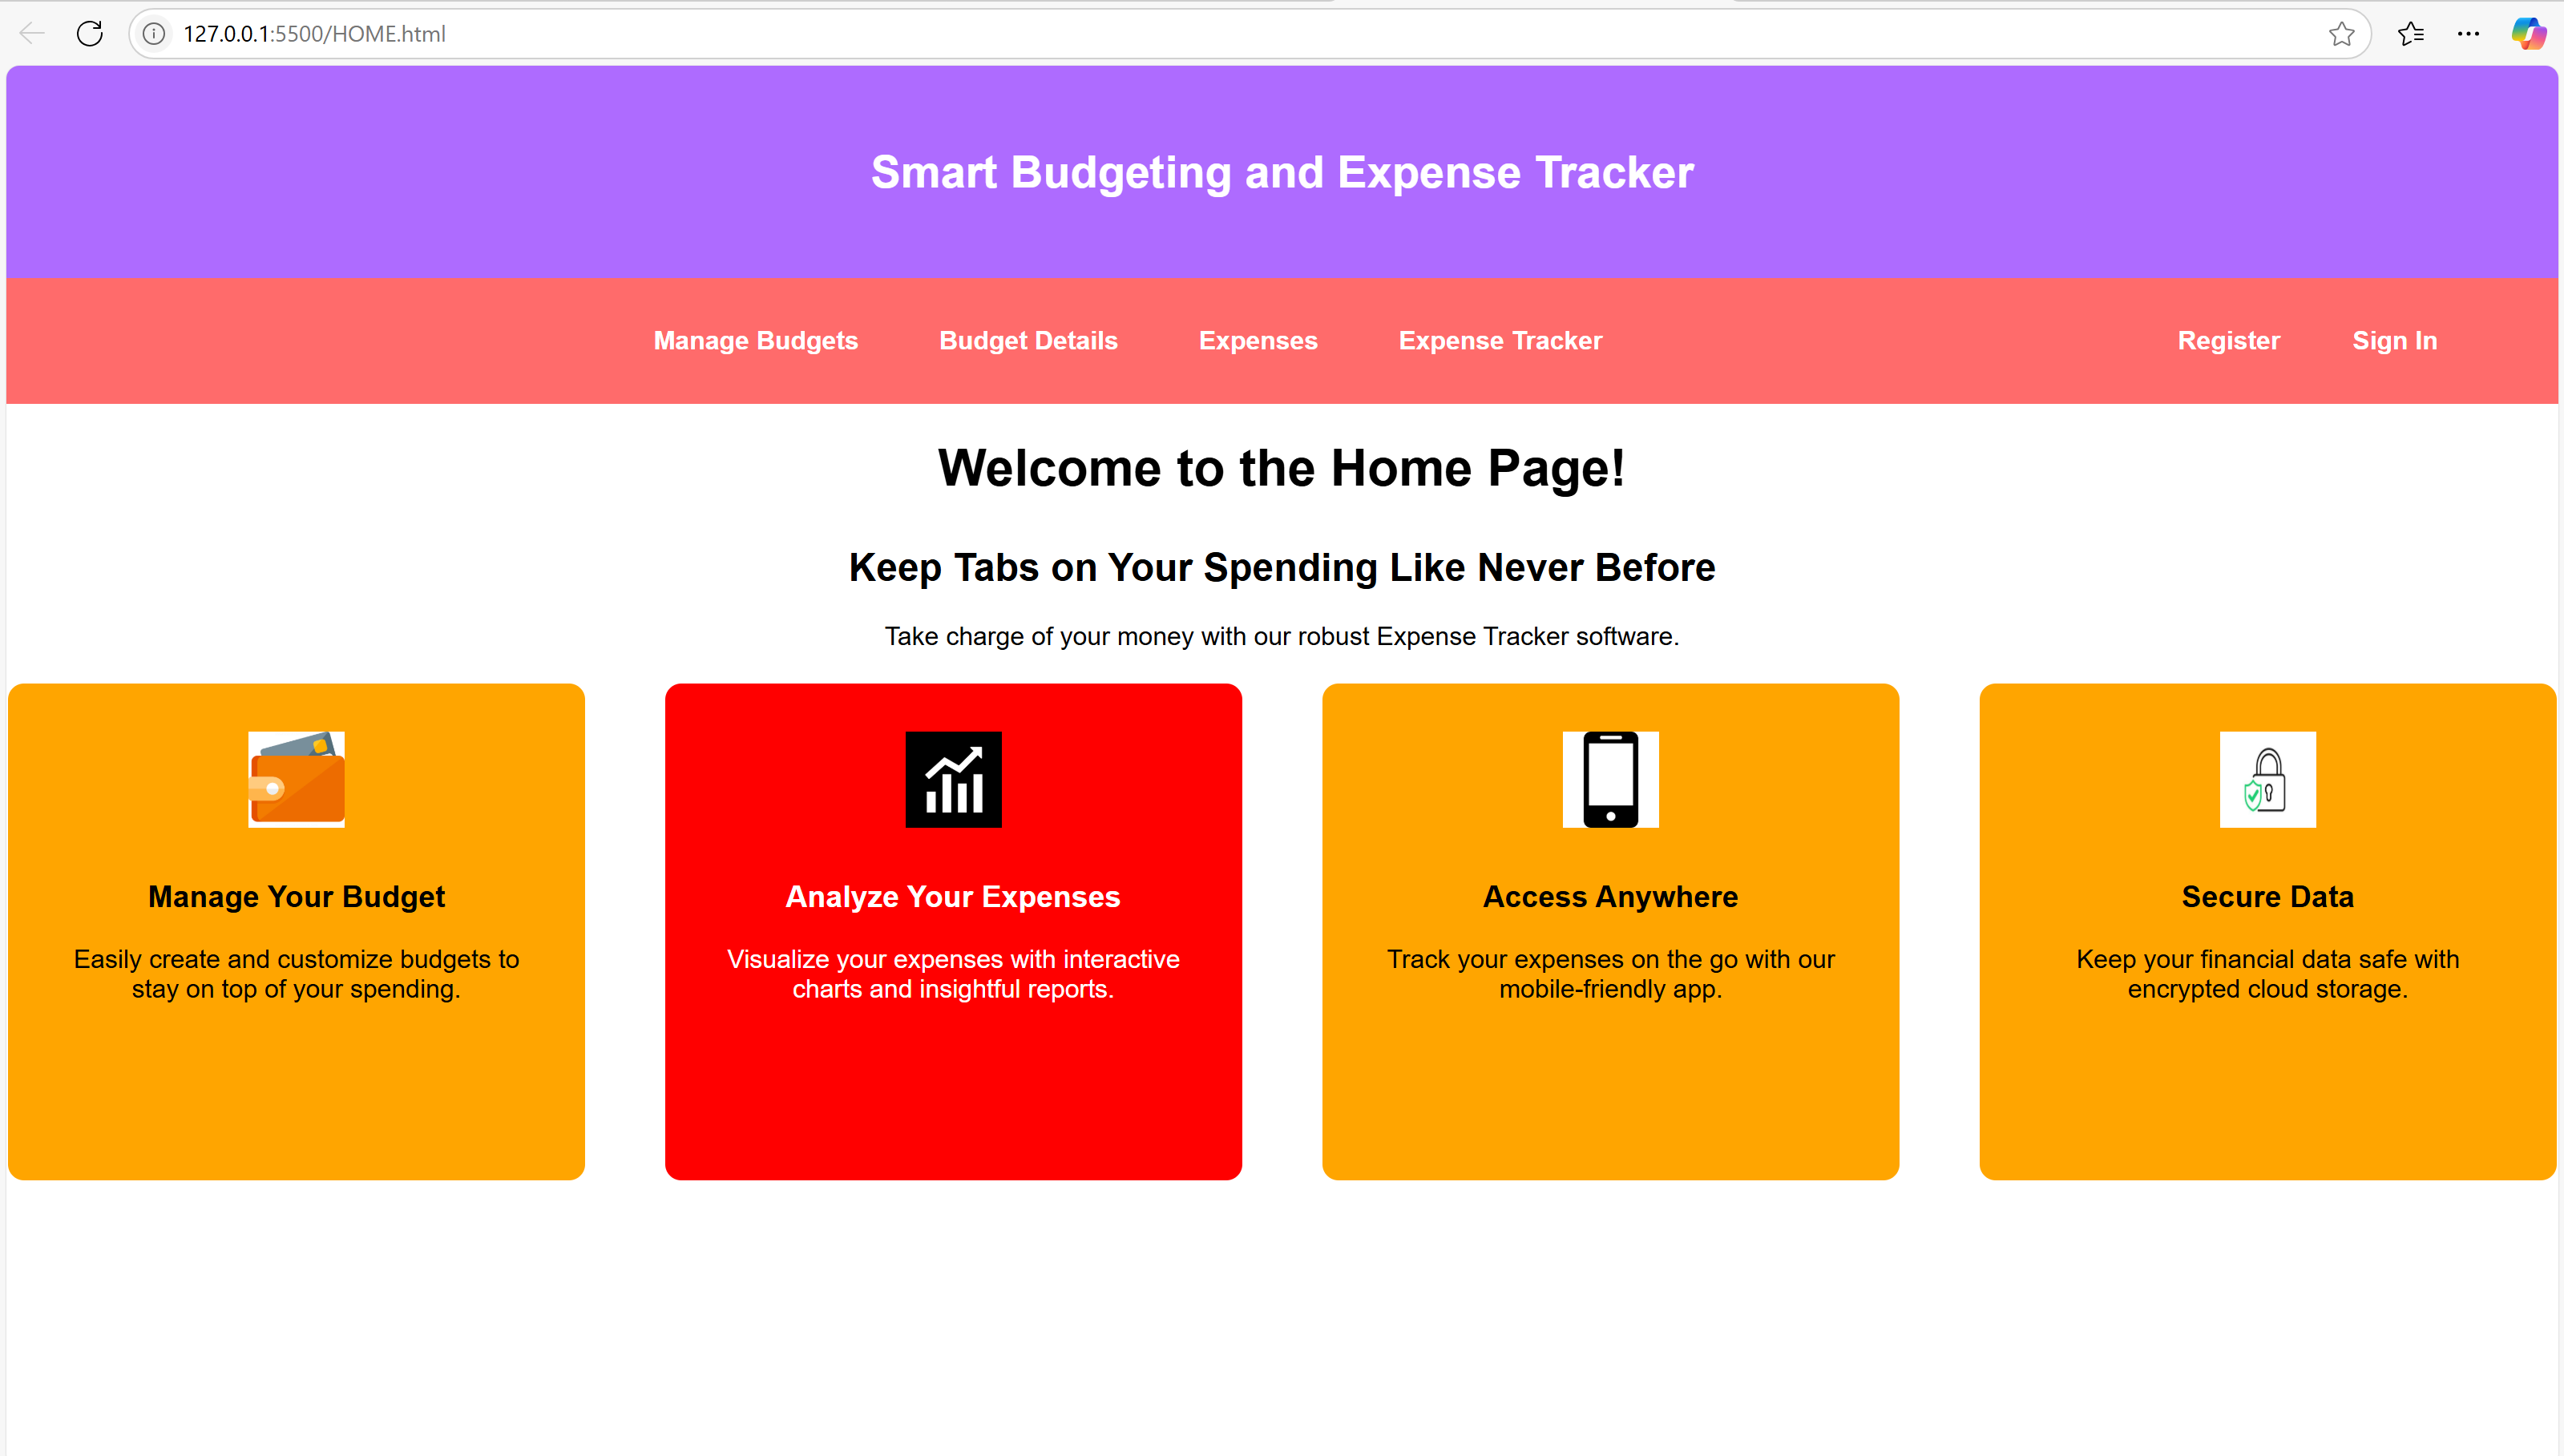 127.0.0.1:5500/HOME.html
Smart Budgeting and Expense Tracker
Manage Budgets Budget Details Expenses Expense Tracker Register Sign In
Welcome to the Home Page!
Keep Tabs on Your Spending Like Never Before
Take charge of your money with our robust Expense Tracker software.
Manage Your Budget
Easily create and customize budgets to
stay on top of your spending.
Analyze Your Expenses
Visualize your expenses with interactive
charts and insightful reports.
Access Anywhere
Track your expenses on the go with our
mobile-friendly app.
Secure Data
Keep your financial data safe with
encrypted cloud storage.